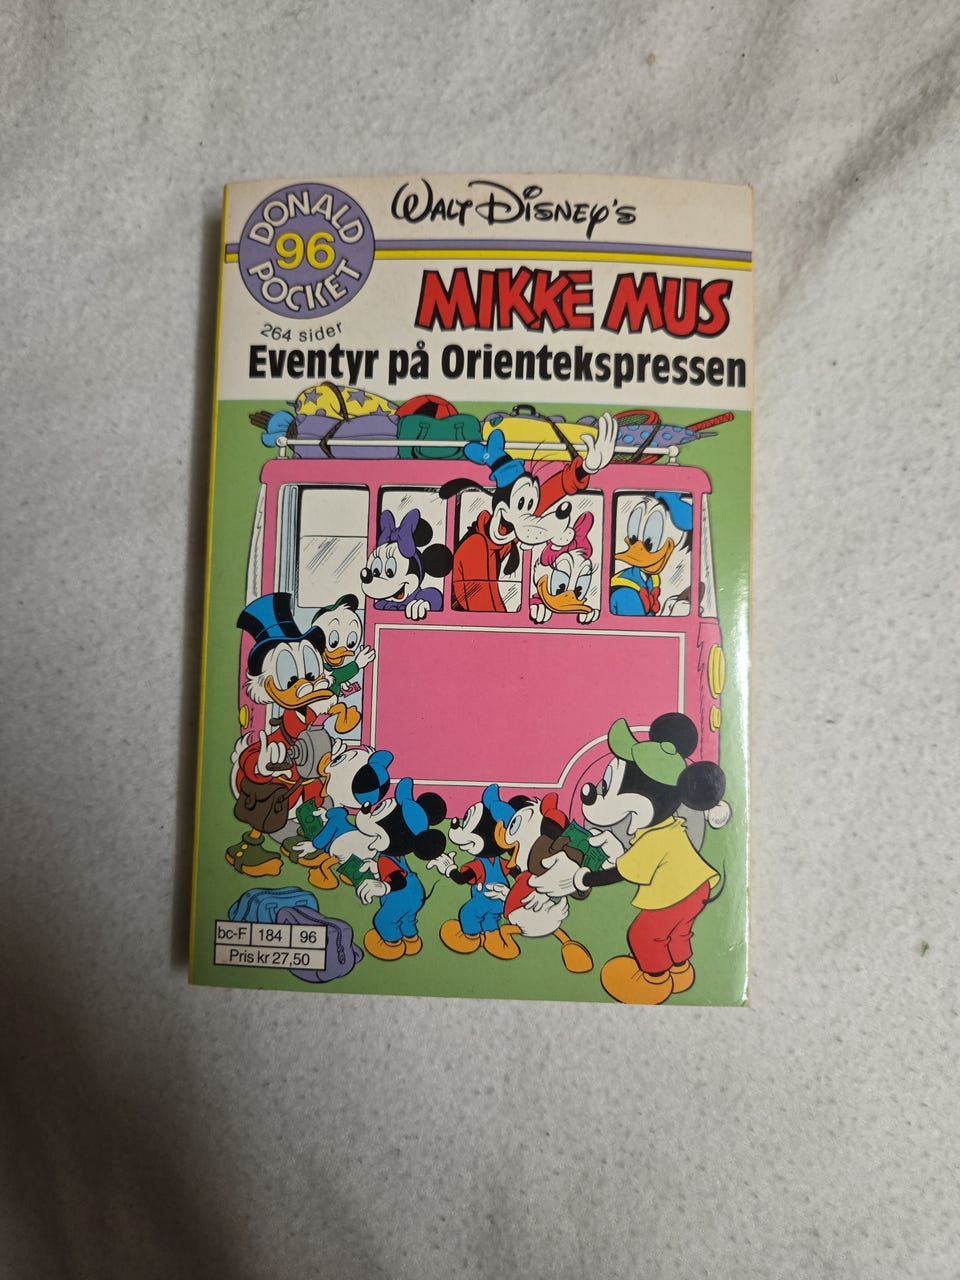 DONALD
96
POCKET
WALT DISNEY'S
MIKKE MUS
264 sider
Eventyr på Orientekspressen
bc-F 184 96
Pris kr 27,50